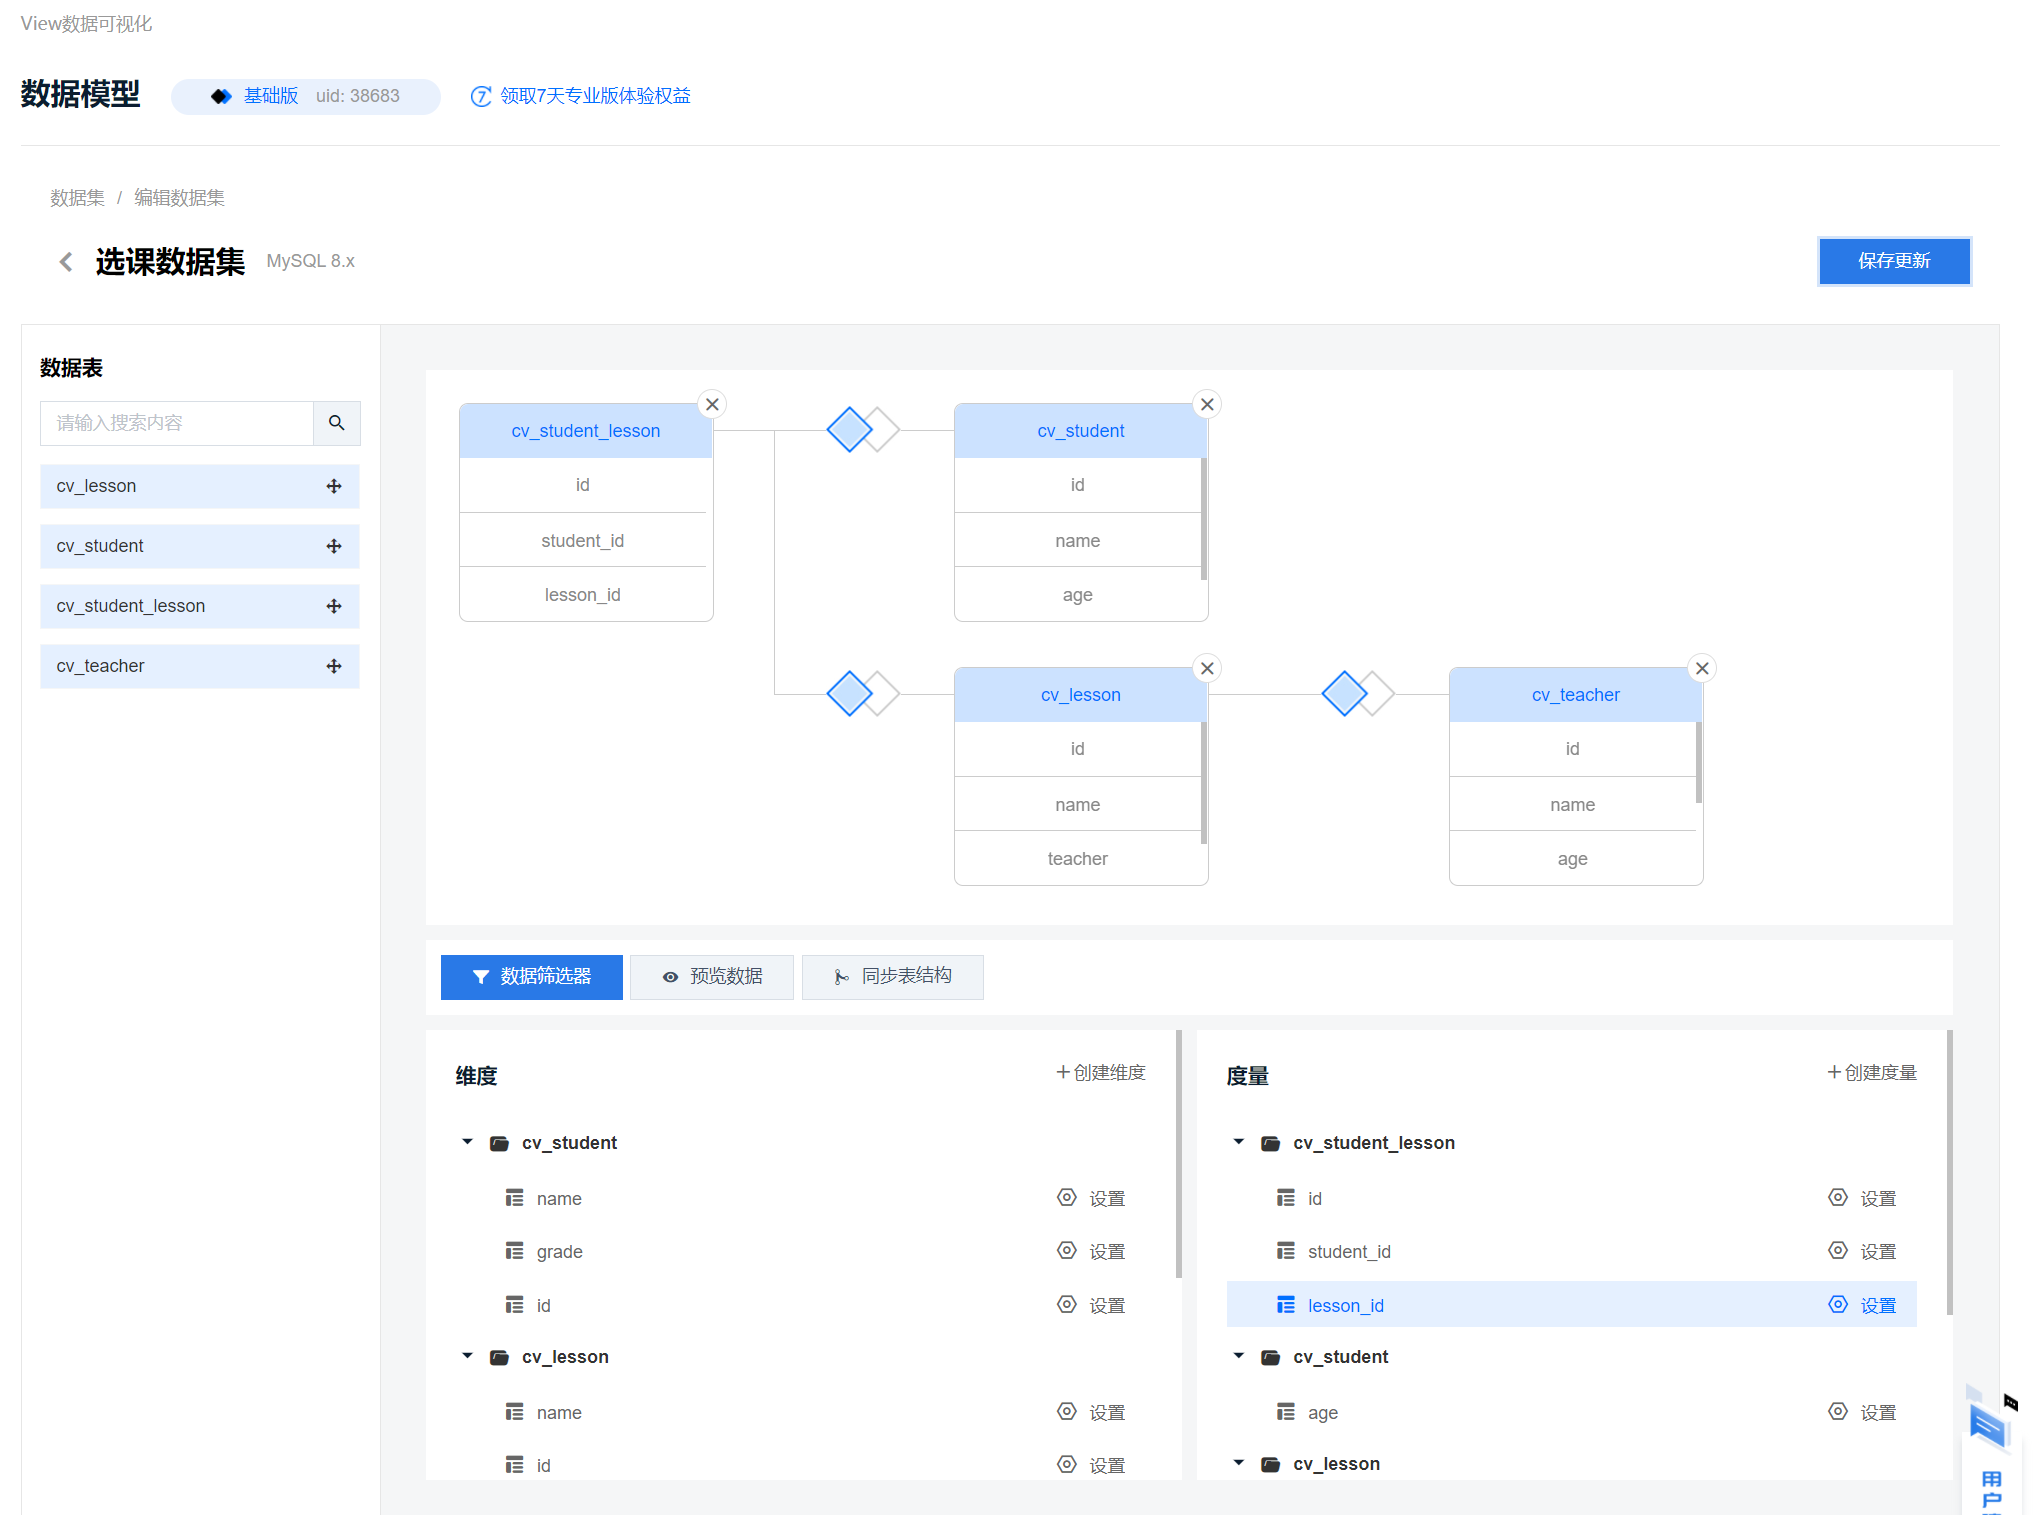 View数据可视化
数据模型
基础版 uid: 38683
领取7天专业版体验权益
数据集 / 编辑数据集
选课数据集 MySQL 8.x
保存更新
数据表
请输入搜索内容
cv_lesson
cv_student
cv_student_lesson
cv_teacher
cv_student_lesson
id
student_id
lesson_id
cv_student
id
name
age
cv_lesson
id
name
teacher
cv_teacher
id
name
age
数据筛选器
预览数据
同步表结构
维度
+创建维度
cv_student
name 设置
grade 设置
id 设置
cv_lesson
name 设置
id 设置
度量
+创建度量
cv_student_lesson
id 设置
student_id 设置
lesson_id 设置
cv_student
age 设置
cv_lesson
用户